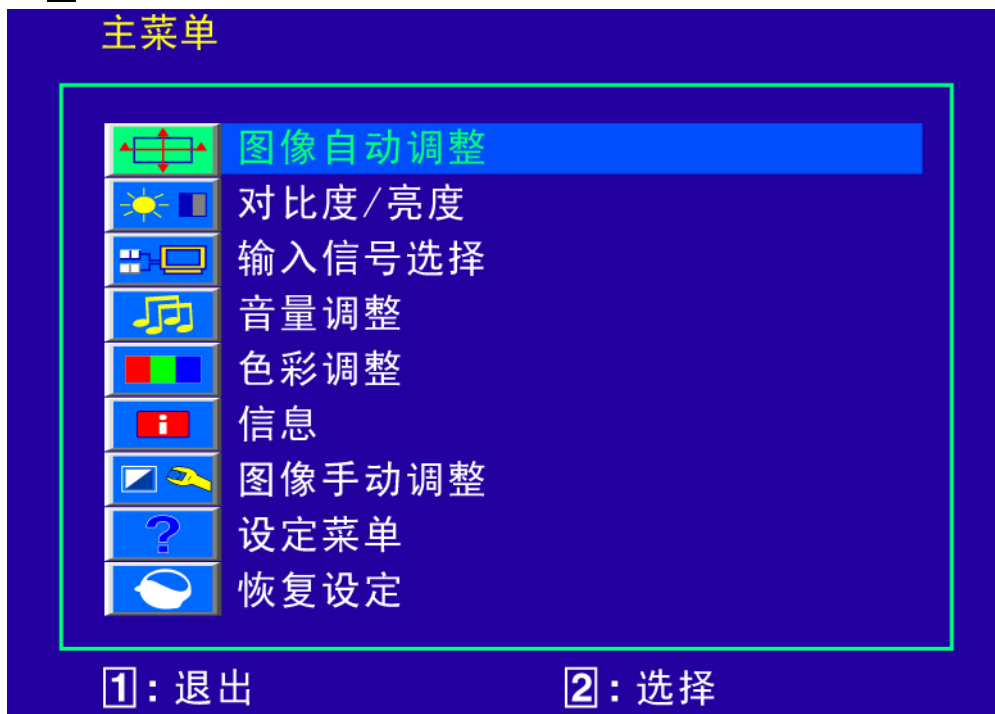 主菜单
图像自动调整
对比度/亮度
输入信号选择
音量调整
色彩调整
i 信息
图像手动调整
? 设定菜单
恢复设定
1:退出 2:选择